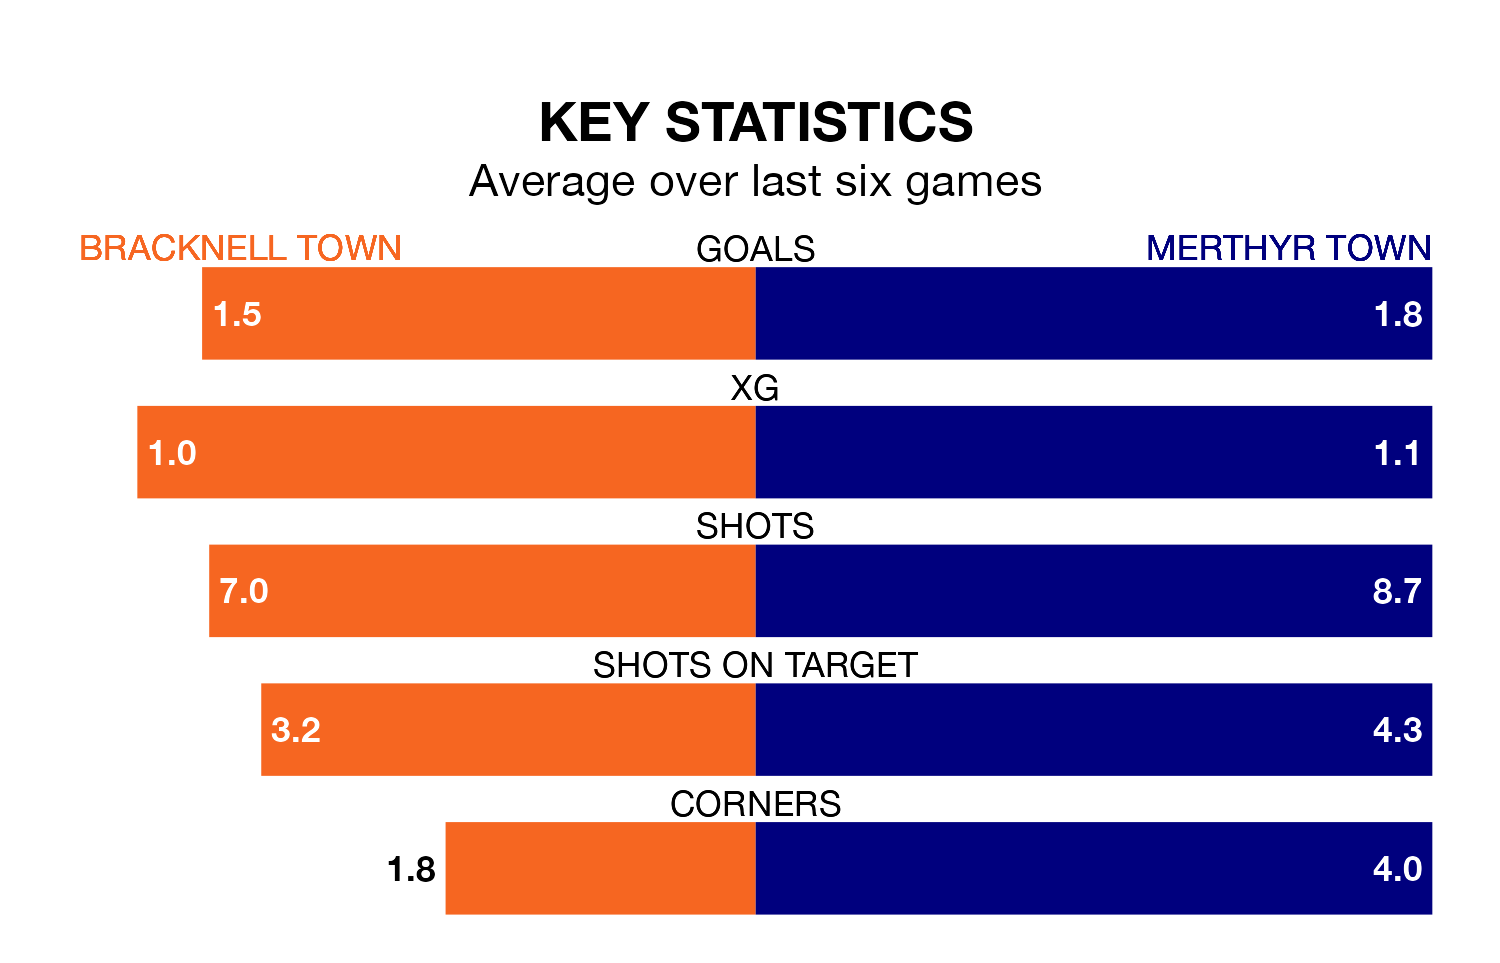 KEY STATISTICS
Average over last six games
BRACKNELL TOWN GOALS MERTHYR TOWN
1.5 1.8
XG
1.0 1.1
SHOTS
7.0 8.7
SHOTS ON TARGET
3.2 4.3
CORNERS
1.8 4.0